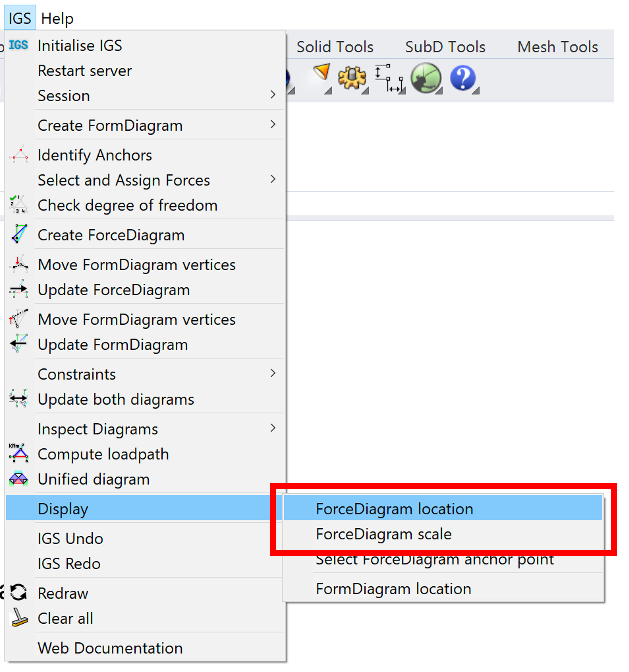 IGS Help
IGS Initialise IGS
Restart server
Session
Create FormDiagram
Identify Anchors
Select and Assign Forces
Check degree of freedom
Create ForceDiagram
Move FormDiagram vertices
Update ForceDiagram
Move FormDiagram vertices
Update FormDiagram
Constraints
Update both diagrams
Inspect Diagrams
Compute loadpath
Unified diagram
Display
IGS Undo
IGS Redo
Redraw
Clear all
Web Documentation
Solid Tools SubD Tools Mesh Tools
ForceDiagram location
ForceDiagram scale
Select ForceDiagram anchor point
FormDiagram location